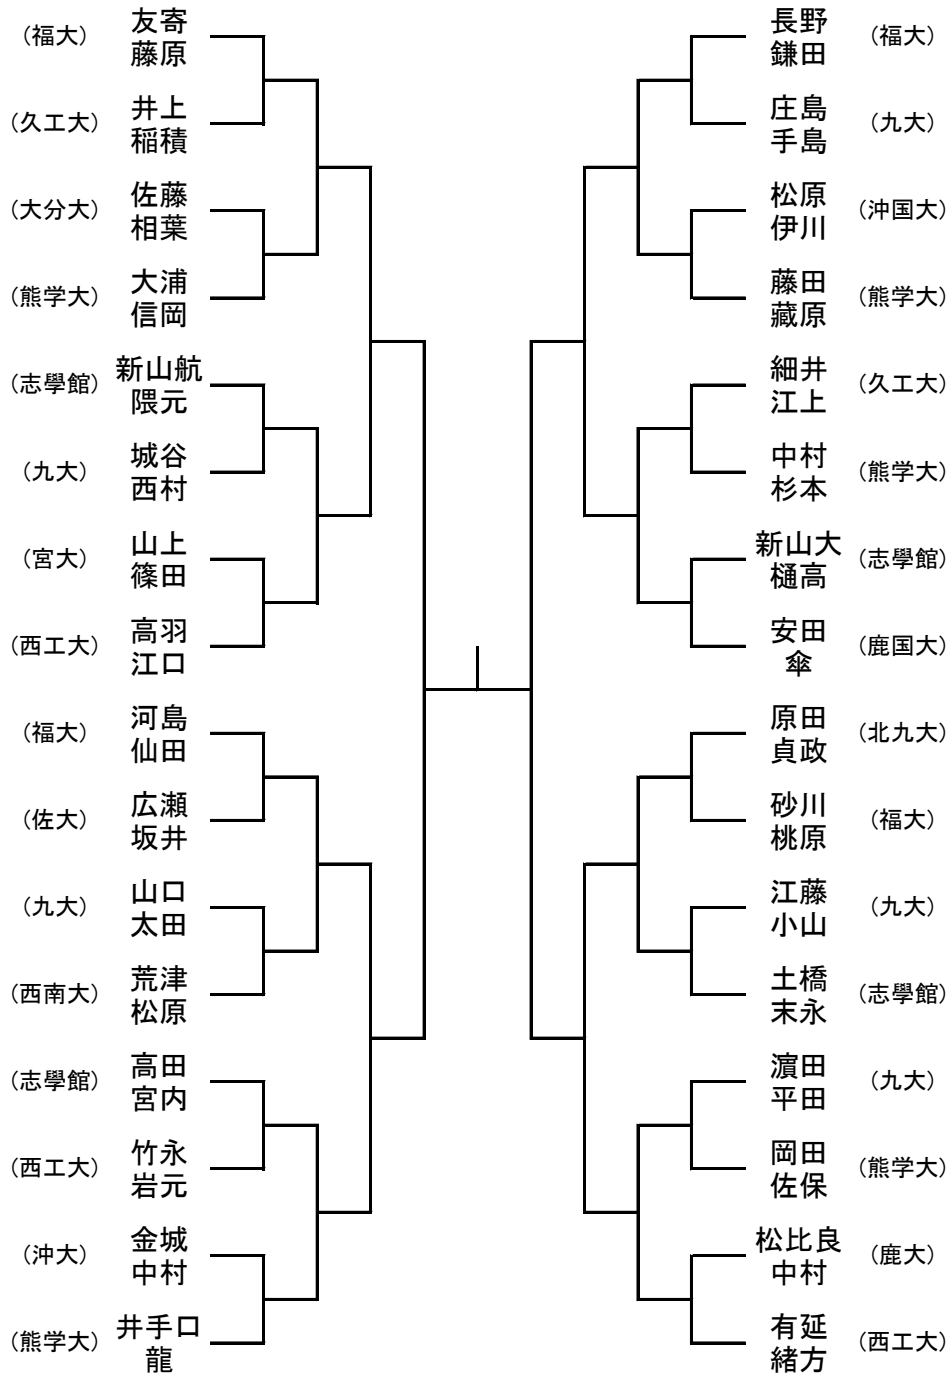 (福大)
友寄
藤原
(久工大)
井上
稲積
(大分大)
佐藤
相葉
(熊学大)
大浦
信岡
(志學館)
新山航
隈元
(九大)
城谷
西村
(宮大)
山上
篠田
(西工大)
高羽
江口
(福大)
河島
仙田
(佐大)
広瀬
坂井
(九大)
山口
太田
(西南大)
荒津
松原
(志學館)
高田
宮内
(西工大)
竹永
岩元
(沖大)
金城
中村
(熊学大)
井手口
龍
長野
鎌田
(福大)
庄島
手島
(九大)
松原
伊川
(沖国大)
藤田
藏原
(熊学大)
細井
江上
(久工大)
中村
杉本
(熊学大)
新山大
樋高
(志學館)
安田
傘
(鹿国大)
原田
貞政
(北九大)
砂川
桃原
(福大)
江藤
小山
(九大)
土橋
末永
(志學館)
濵田
平田
(九大)
岡田
佐保
(熊学大)
松比良
中村
(鹿大)
有延
緒方
(西工大)